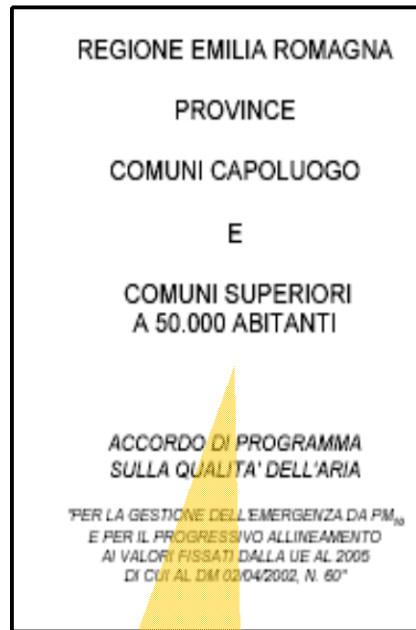 REGIONE EMILIA ROMAGNA
PROVINCE
COMUNI CAPOLUOGO
E
COMUNI SUPERIORI
A 50.000 ABITANTI
ACCORDO DI PROGRAMMA
SULLA QUALITA' DELL'ARIA
"PER LA GESTIONE DELL'EMERGENZA DA PM10
E PER IL PROGRESSIVO ALLINEAMENTO
AI VALORI FISSATI DALLA UE AL 2005
DI CUI AL DM 02/04/2002, N. 60"